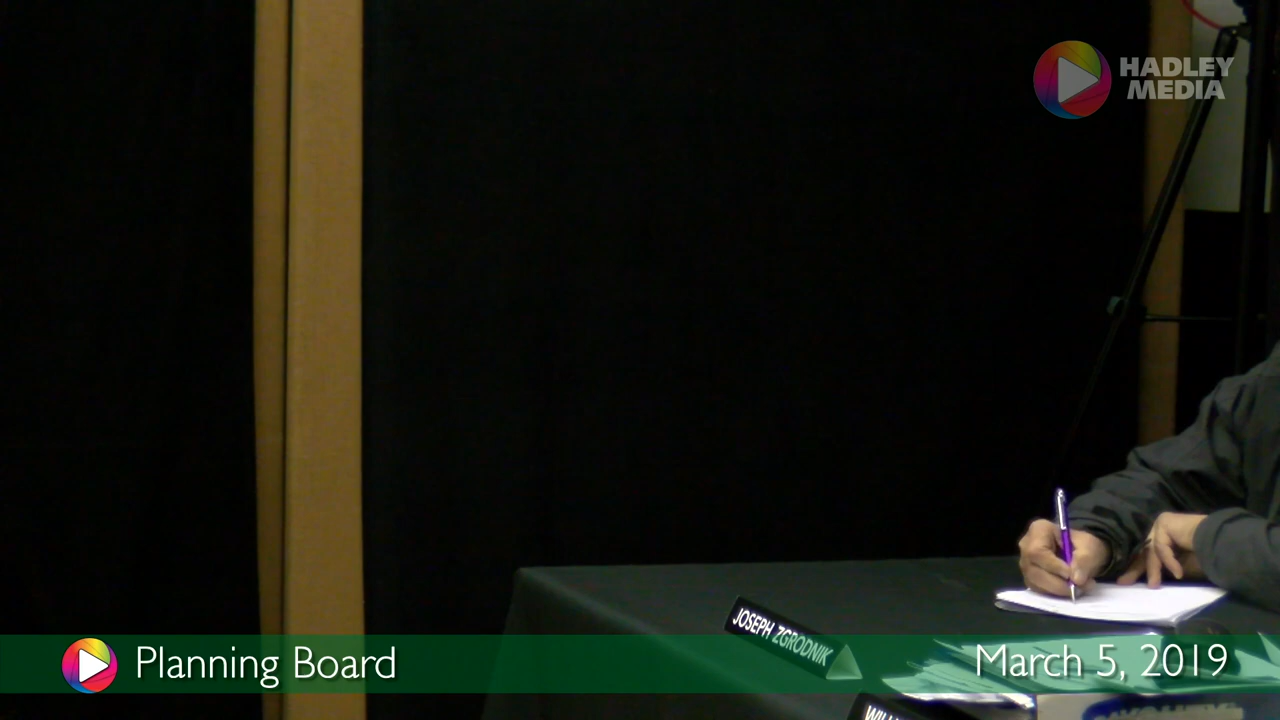 HADLEY
MEDIA
JOSEPH ZGRODNIK
Planning Board
March 5, 2019